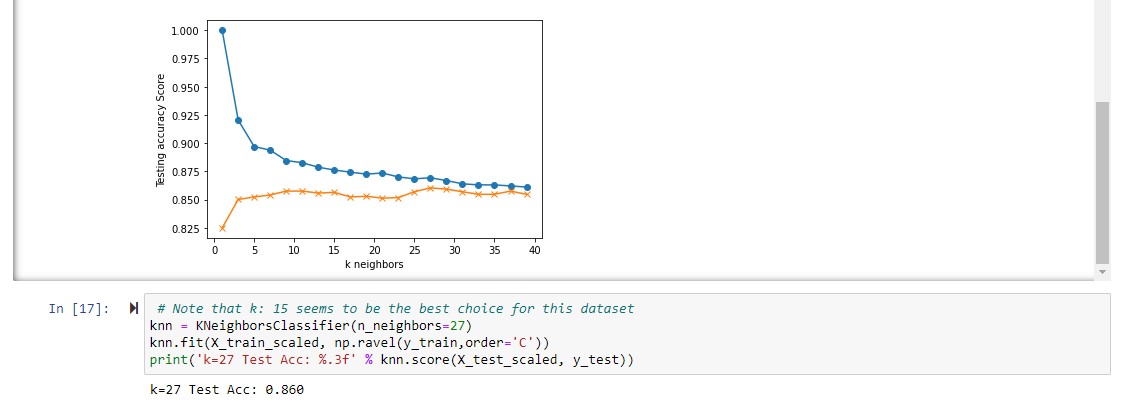 1.000
0.975
0.950
0.925
0.900
0.875
0.850
0.825
Testing accuracy Score
0 5 10 15 20 25 30 35 40
k neighbors
In [17]:
# Note that k: 15 seems to be the best choice for this dataset
knn = KNeighborsClassifier(n_neighbors=27)
knn.fit(X_train_scaled, np.ravel(y_train,order='C'))
print('k=27 Test Acc: %.3f' % knn.score(X_test_scaled, y_test))
k=27 Test Acc: 0.860